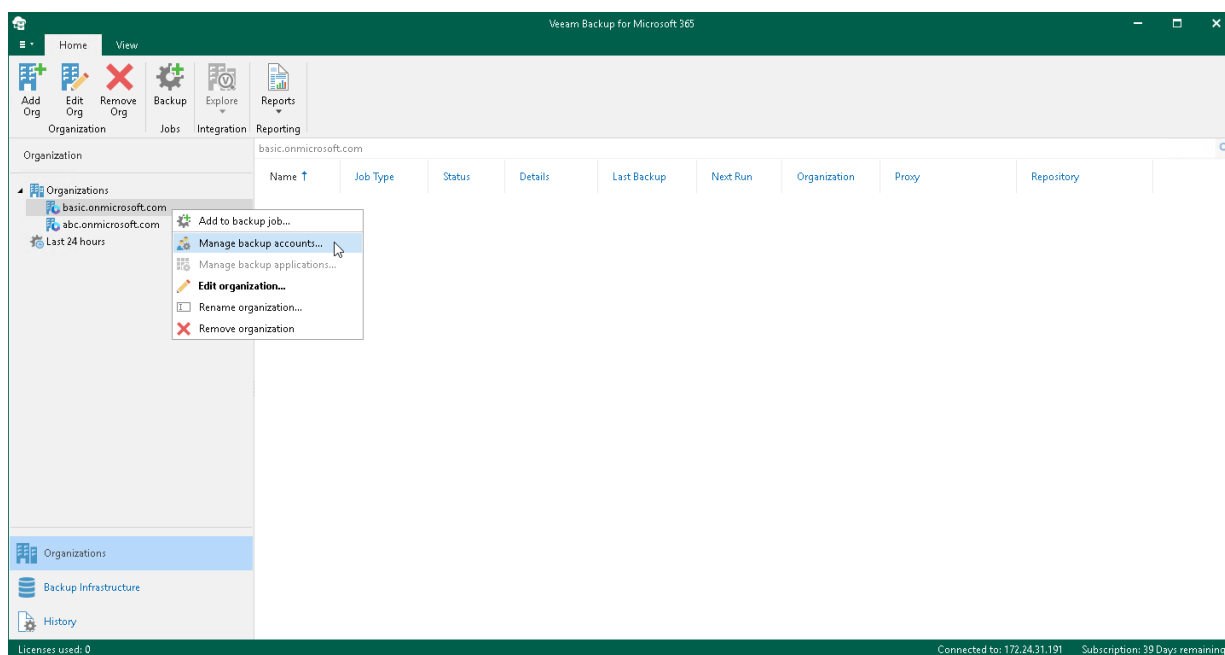 Veeam Backup for Microsoft 365
Home View
Add Org Edit Org Remove Org Backup Explore Reports
Organization Jobs Integration Reporting
Organization
basic.onmicrosoft.com
Name Job Type Status Details Last Backup Next Run Organization Proxy Repository
Organizations
basic.onmicrosoft.com
abc.onmicrosoft.com
Last 24 hours
Add to backup job...
Manage backup accounts...
Manage backup applications...
Edit organization...
Rename organization...
Remove organization
Organizations
Backup Infrastructure
History
Licenses used: 0 Connected to: 172.24.31.191 Subscription: 39 Days remaining